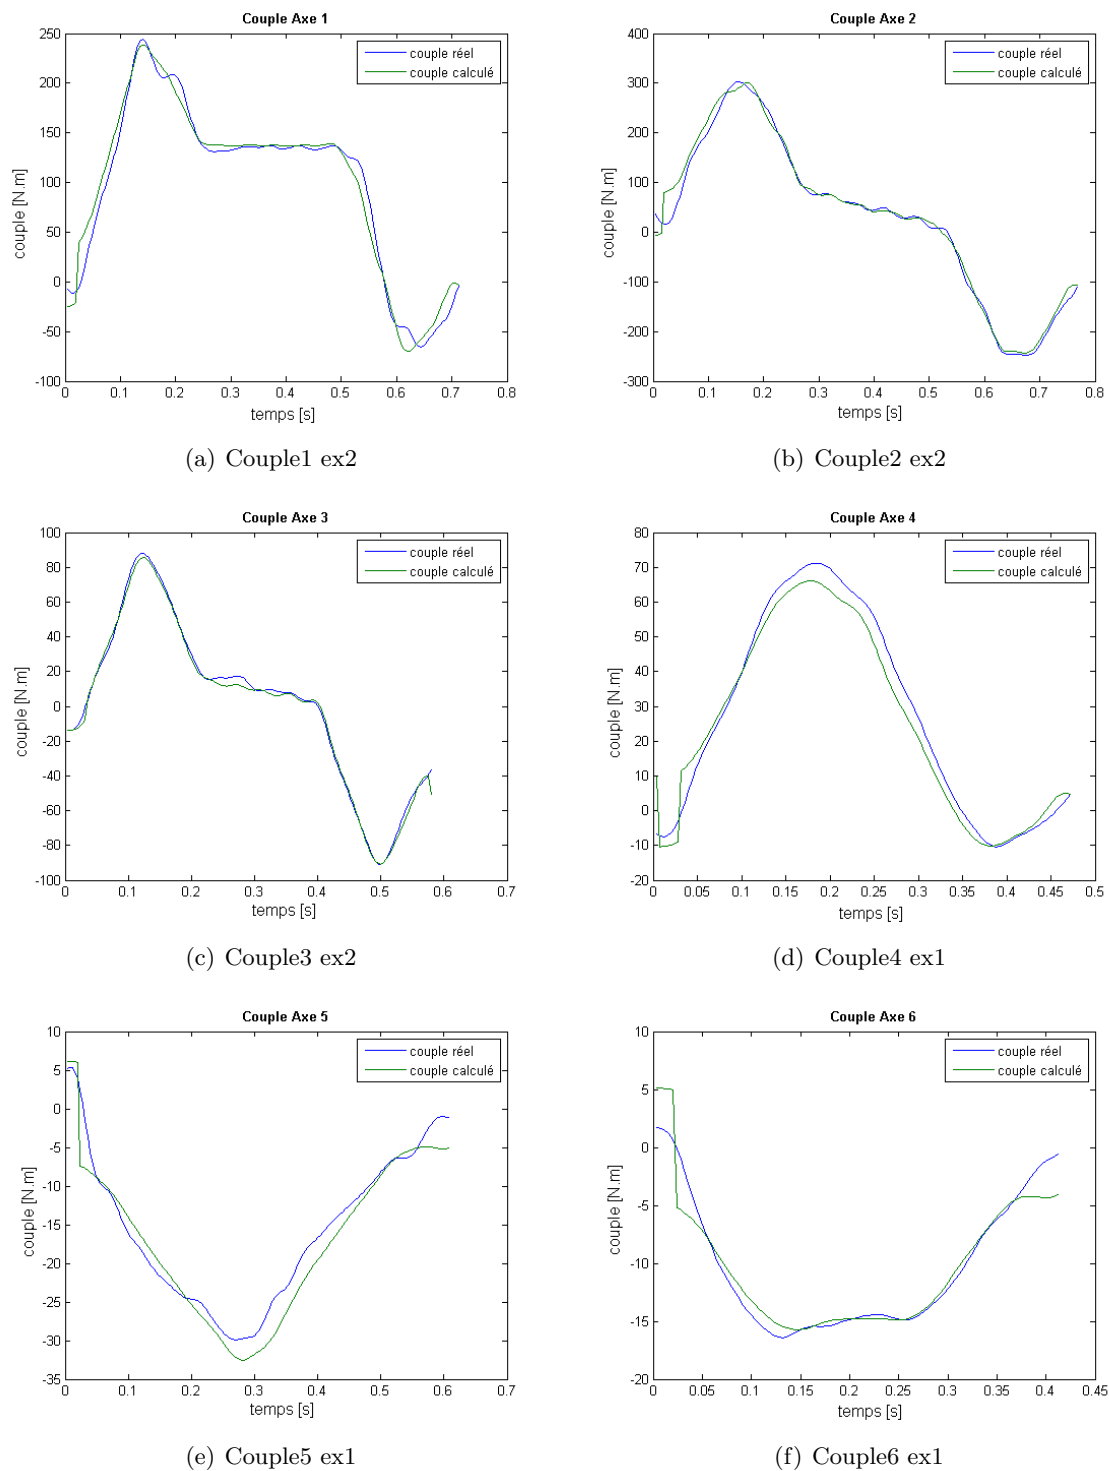 Couple Axe 1
250
200
150
100
50
0
-50
-100
couple [N.m]
couple réel
couple calculé
0 0.1 0.2 0.3 0.4 0.5 0.6 0.7 0.8
temps [s]
(a) Couple1 ex2
Couple Axe 2
400
300
200
100
0
-100
-200
-300
couple [N.m]
couple réel
couple calculé
0 0.1 0.2 0.3 0.4 0.5 0.6 0.7 0.8
temps [s]
(b) Couple2 ex2
Couple Axe 3
100
80
60
40
20
0
-20
-40
-60
-80
-100
couple [N.m]
couple réel
couple calculé
0 0.1 0.2 0.3 0.4 0.5 0.6 0.7
temps [s]
(c) Couple3 ex2
Couple Axe 4
80
70
60
50
40
30
20
10
0
-10
-20
couple [N.m]
couple réel
couple calculé
0 0.05 0.1 0.15 0.2 0.25 0.3 0.35 0.4 0.45 0.5
temps [s]
(d) Couple4 ex1
Couple Axe 5
10
5
0
-5
-10
-15
-20
-25
-30
-35
couple [N.m]
couple réel
couple calculé
0 0.1 0.2 0.3 0.4 0.5 0.6 0.7
temps [s]
(e) Couple5 ex1
Couple Axe 6
10
5
0
-5
-10
-15
-20
couple [N.m]
couple réel
couple calculé
0 0.05 0.1 0.15 0.2 0.25 0.3 0.35 0.4 0.45
temps [s]
(f) Couple6 ex1